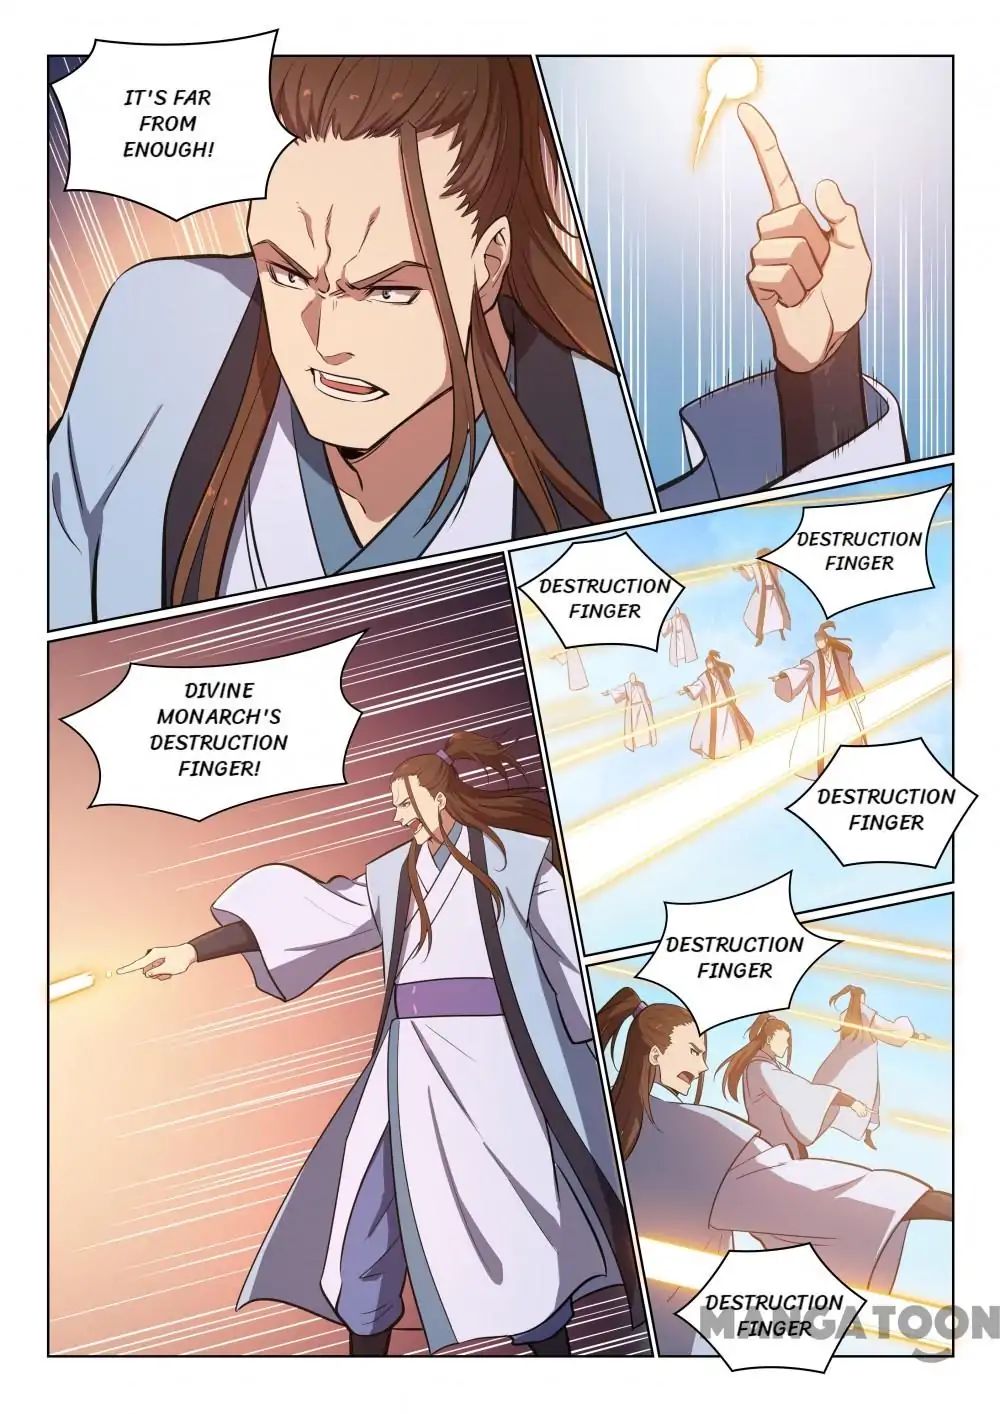 IT'S FAR
FROM
ENOUGH!
DIVINE
MONARCH'S
DESTRUCTION
FINGER!
DESTRUCTION
FINGER
DESTRUCTION
FINGER
DESTRUCTION
FINGER
DESTRUCTION
FINGER
DESTRUCTION
FINGER
MANGATOON